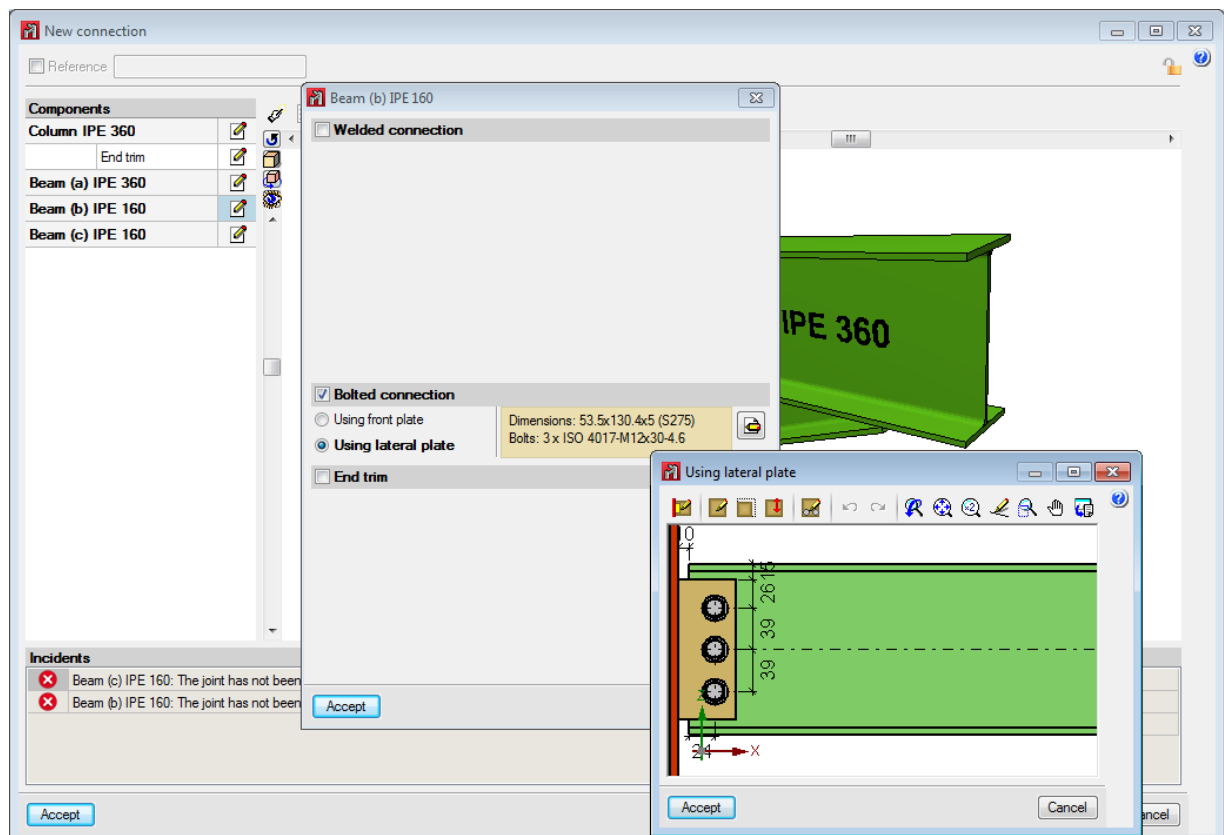 New connection
Reference
Components
Column IPE 360
End trim
Beam (a) IPE 360
Beam (b) IPE 160
Beam (c) IPE 160
Beam (b) IPE 160
Welded connection
Bolted connection
Using front plate
Using lateral plate
Dimensions: 53.5x130.4x5 (S275)
Bolts: 3 x ISO 4017-M12x30-4.6
End trim
Accept
IPE 360
Using lateral plate
x2
10
15
26
39
39
24
Z
X
Accept
Cancel
Incidents
Beam (c) IPE 160: The joint has not been
Beam (b) IPE 160: The joint has not been
Accept